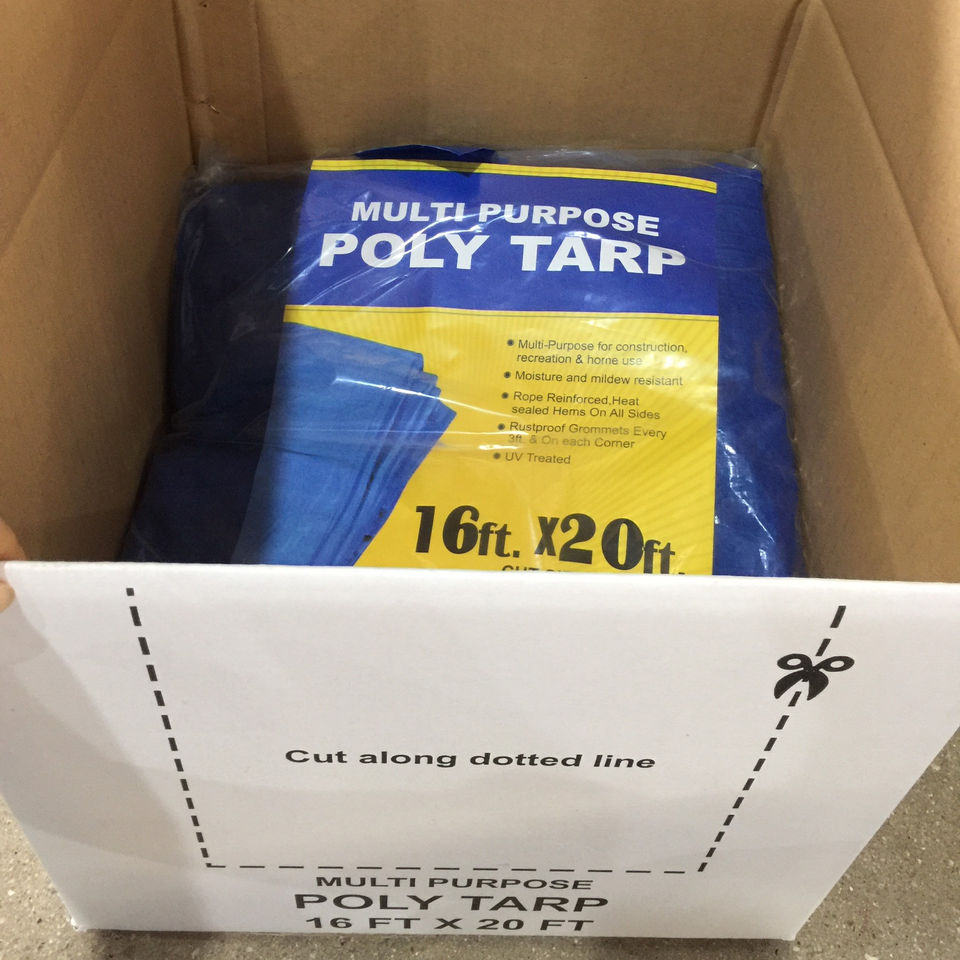 MULTI PURPOSE
POLY TARP
Multi-Purpose for construction,
recreation & home use
Moisture and mildew resistant
Rope Reinforced,Heat
sealed Hems On All Sides
Rustproof Grommets Every
3ft. & On each Corner
UV Treated
16ft. X20ft.
Cut along dotted line
MULTI PURPOSE
POLY TARP
16 FT X 20 FT